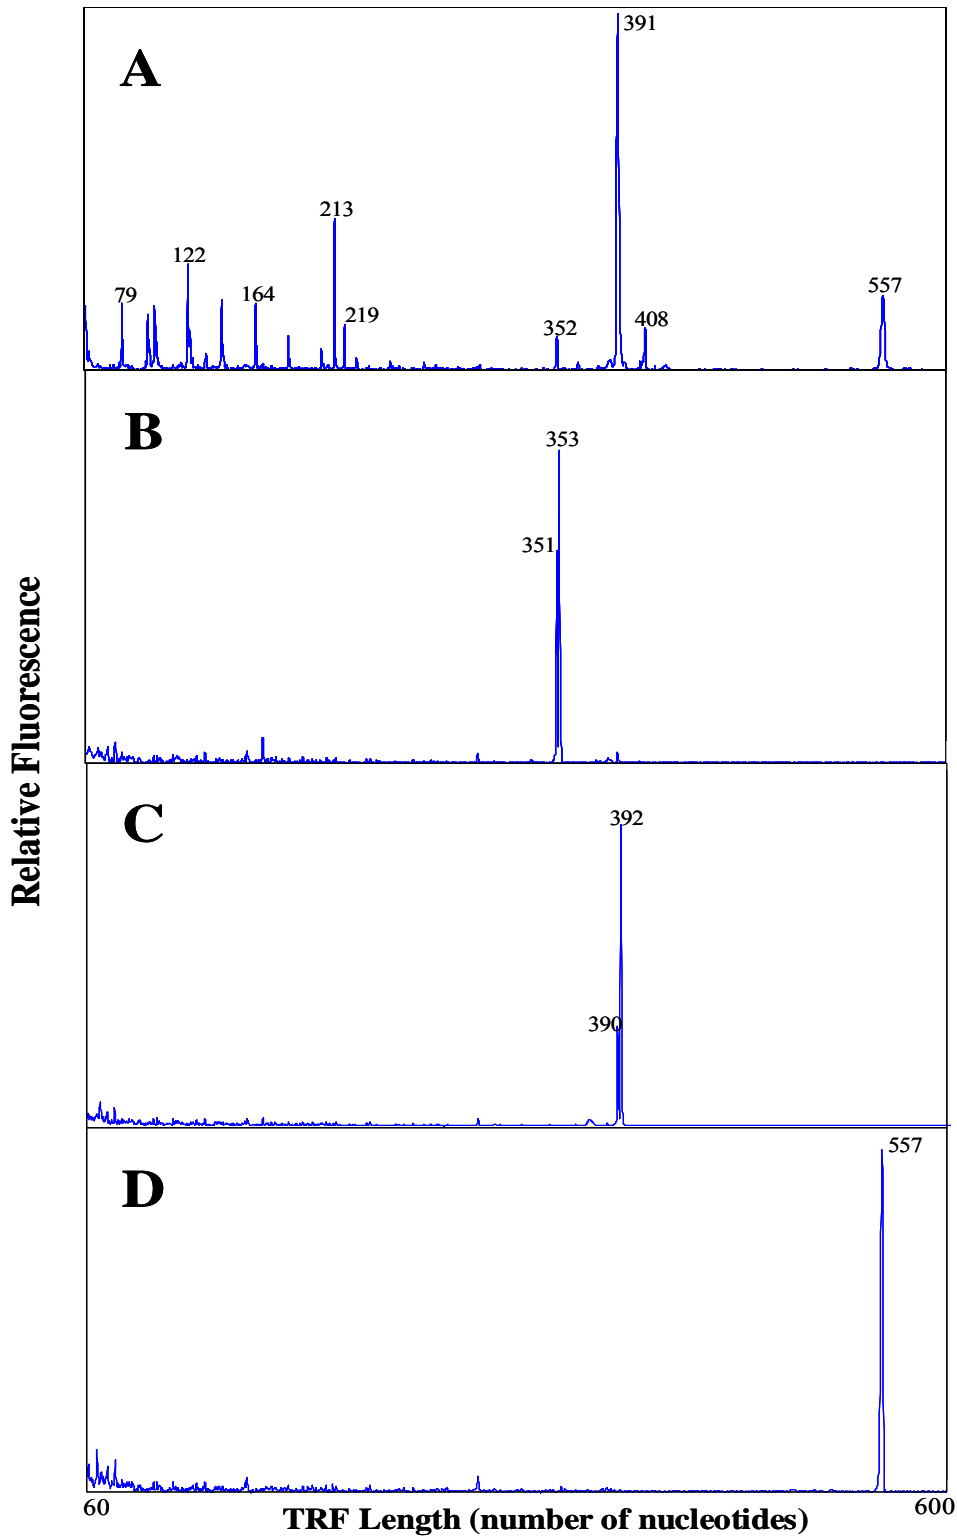 A
391
213
122
79
164
219
352
408
557
B
353
351
C
392
390
D
557
Relative Fluorescence
60
600
TRF Length (number of nucleotides)